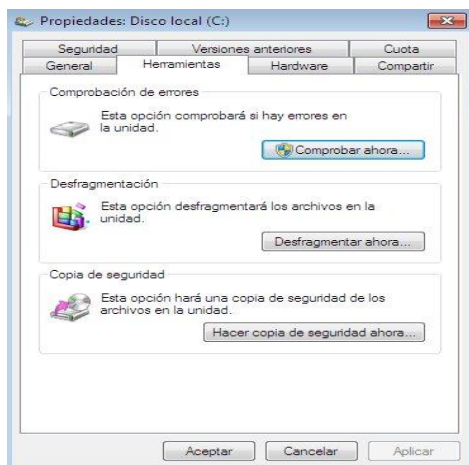 Propiedades: Disco local (C:)
Seguridad Versiones anteriores Cuota
General Herramientas Hardware Compartir
Comprobación de errores
Esta opción comprobará si hay errores en
la unidad.
Comprobar ahora...
Desfragmentación
Esta opción desfragmentará los archivos en la
unidad.
Desfragmentar ahora...
Copia de seguridad
Esta opción hará una copia de seguridad de los
archivos en la unidad.
Hacer copia de seguridad ahora...
Aceptar Cancelar Aplicar